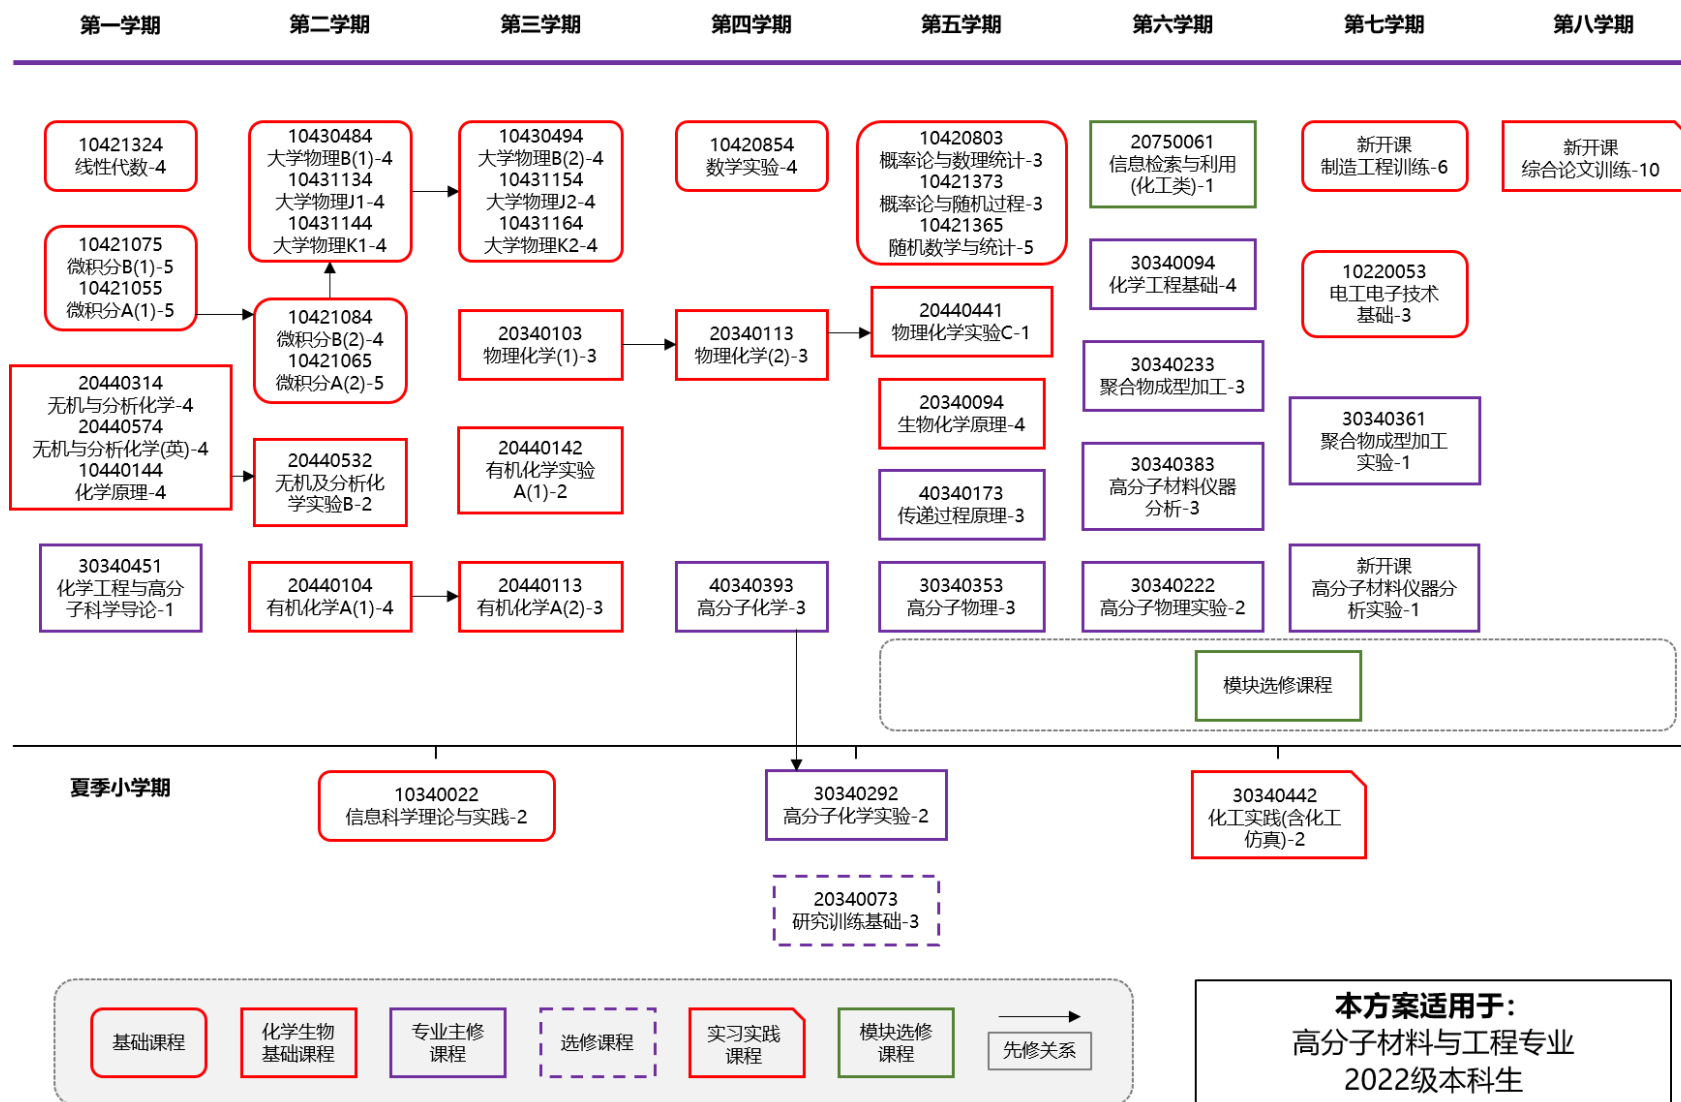 第一学期
第二学期
第三学期
第四学期
第五学期
第六学期
第七学期
第八学期
10421324
线性代数-4
10421075
微积分B(1)-5
10421055
微积分A(1)-5
20440314
无机与分析化学-4
20440574
无机与分析化学(英)-4
10440144
化学原理-4
30340451
化学工程与高分
子科学导论-1
10430484
大学物理B(1)-4
10431134
大学物理J1-4
10431144
大学物理K1-4
10421084
微积分B(2)-4
10421065
微积分A(2)-5
20440532
无机及分析化
学实验B-2
20440104
有机化学A(1)-4
10430494
大学物理B(2)-4
10431154
大学物理J2-4
10431164
大学物理K2-4
20340103
物理化学(1)-3
20440142
有机化学实验
A(1)-2
20440113
有机化学A(2)-3
10420854
数学实验-4
20340113
物理化学(2)-3
40340393
高分子化学-3
10420803
概率论与数理统计-3
10421373
概率论与随机过程-3
10421365
随机数学与统计-5
20440441
物理化学实验C-1
20340094
生物化学原理-4
40340173
传递过程原理-3
30340353
高分子物理-3
20750061
信息检索与利用
(化工类)-1
30340094
化学工程基础-4
30340233
聚合物成型加工-3
30340383
高分子材料仪器
分析-3
30340222
高分子物理实验-2
新开课
制造工程训练-6
10220053
电工电子技术
基础-3
30340361
聚合物成型加工
实验-1
新开课
高分子材料仪器分
析实验-1
新开课
综合论文训练-10
模块选修课程
夏季小学期
10340022
信息科学理论与实践-2
30340292
高分子化学实验-2
20340073
研究训练基础-3
30340442
化工实践(含化工
仿真)-2
基础课程
化学生物
基础课程
专业主修
课程
选修课程
实习实践
课程
模块选修
课程
先修关系
本方案适用于：
高分子材料与工程专业
2022级本科生